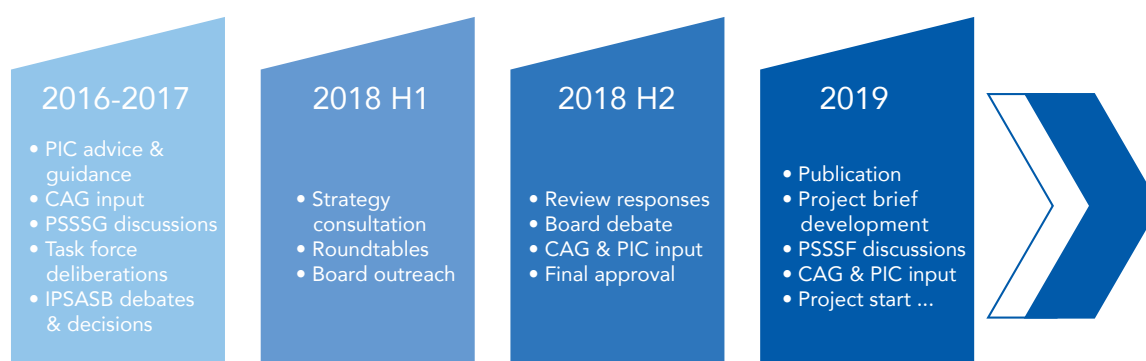 2016-2017
• PIC advice &
guidance
• CAG input
• PSSSG discussions
• Task force
deliberations
• IPSASB debates
& decisions
2018 H1
• Strategy
consultation
• Roundtables
• Board outreach
2018 H2
• Review responses
• Board debate
• CAG & PIC input
• Final approval
2019
• Publication
• Project brief
development
• PSSSF discussions
• CAG & PIC input
• Project start ...